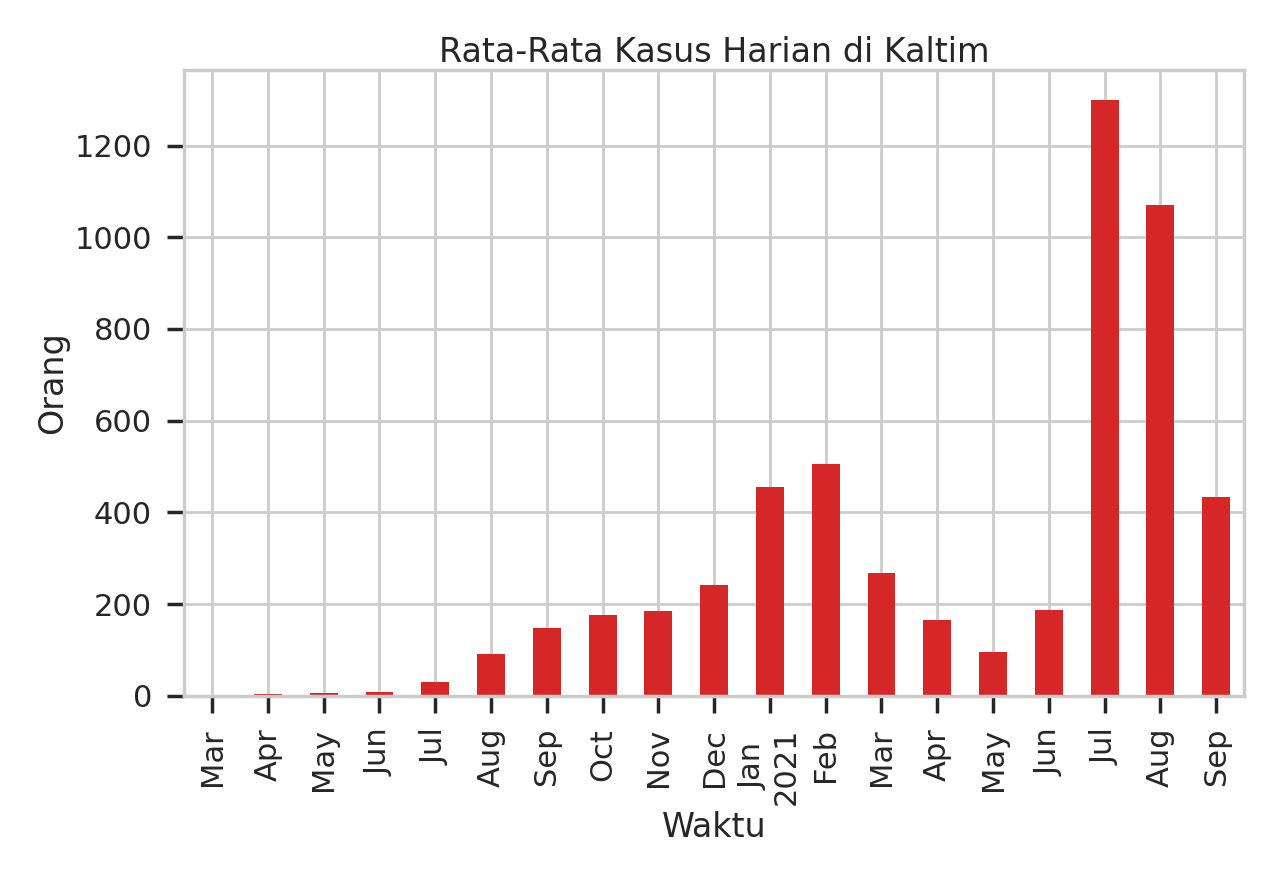 Rata-Rata Kasus Harian di Kaltim
1200
1000
800
600
400
200
0
Orang
Mar
Apr
May
Jun
Jul
Aug
Sep
Oct
Nov
Dec
Jan
2021
Feb
Mar
Apr
May
Jun
Jul
Aug
Sep
Waktu